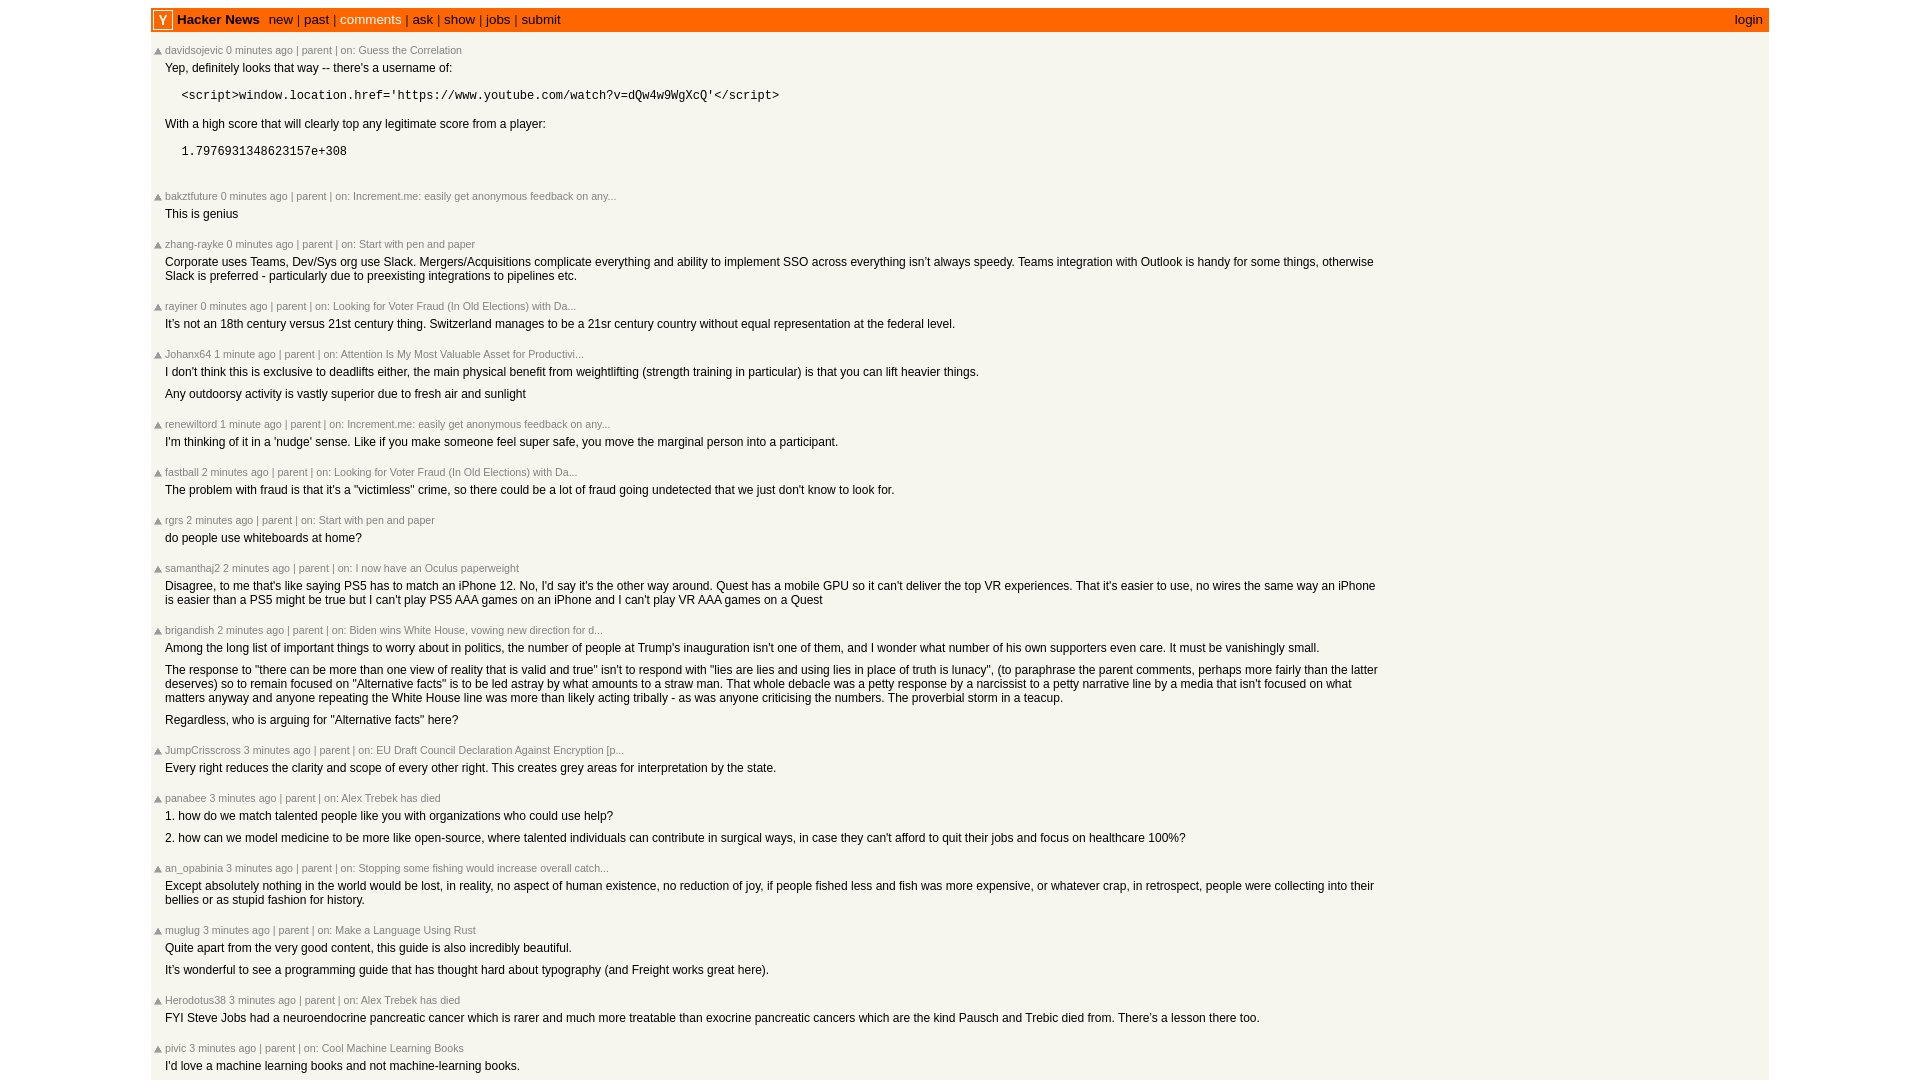 Y Hacker News new | past | comments | ask | show | jobs | submit login
davidsojevic 0 minutes ago | parent | on: Guess the Correlation
Yep, definitely looks that way -- there's a username of:
<script>window.location.href='https://www.youtube.com/watch?v=dQw4w9WgXcQ'</script>
With a high score that will clearly top any legitimate score from a player:
1.7976931348623157e+308
bakztfuture 0 minutes ago | parent | on: Increment.me: easily get anonymous feedback on any...
This is genius
zhang-rayke 0 minutes ago | parent | on: Start with pen and paper
Corporate uses Teams, Dev/Sys org use Slack. Mergers/Acquisitions complicate everything and ability to implement SSO across everything isn’t always speedy. Teams integration with Outlook is handy for some things, otherwise
Slack is preferred - particularly due to preexisting integrations to pipelines etc.
rayiner 0 minutes ago | parent | on: Looking for Voter Fraud (In Old Elections) with Da...
It’s not an 18th century versus 21st century thing. Switzerland manages to be a 21sr century country without equal representation at the federal level.
Johanx64 1 minute ago | parent | on: Attention Is My Most Valuable Asset for Productivi...
I don't think this is exclusive to deadlifts either, the main physical benefit from weightlifting (strength training in particular) is that you can lift heavier things.
Any outdoorsy activity is vastly superior due to fresh air and sunlight
renewiltord 1 minute ago | parent | on: Increment.me: easily get anonymous feedback on any...
I'm thinking of it in a 'nudge' sense. Like if you make someone feel super safe, you move the marginal person into a participant.
fastball 2 minutes ago | parent | on: Looking for Voter Fraud (In Old Elections) with Da...
The problem with fraud is that it's a "victimless" crime, so there could be a lot of fraud going undetected that we just don't know to look for.
rgrs 2 minutes ago | parent | on: Start with pen and paper
do people use whiteboards at home?
samanthaj2 2 minutes ago | parent | on: I now have an Oculus paperweight
Disagree, to me that's like saying PS5 has to match an iPhone 12. No, I'd say it's the other way around. Quest has a mobile GPU so it can't deliver the top VR experiences. That it's easier to use, no wires the same way an iPhone
is easier than a PS5 might be true but I can't play PS5 AAA games on an iPhone and I can't play VR AAA games on a Quest
brigandish 2 minutes ago | parent | on: Biden wins White House, vowing new direction for d...
Among the long list of important things to worry about in politics, the number of people at Trump's inauguration isn't one of them, and I wonder what number of his own supporters even care. It must be vanishingly small.
The response to "there can be more than one view of reality that is valid and true" isn't to respond with "lies are lies and using lies in place of truth is lunacy", (to paraphrase the parent comments, perhaps more fairly than the latter
deserves) so to remain focused on "Alternative facts" is to be led astray by what amounts to a straw man. That whole debacle was a petty response by a narcissist to a petty narrative line by a media that isn't focused on what
matters anyway and anyone repeating the White House line was more than likely acting tribally - as was anyone criticising the numbers. The proverbial storm in a teacup.
Regardless, who is arguing for "Alternative facts" here?
JumpCrisscross 3 minutes ago | parent | on: EU Draft Council Declaration Against Encryption [p...
Every right reduces the clarity and scope of every other right. This creates grey areas for interpretation by the state.
panabee 3 minutes ago | parent | on: Alex Trebek has died
1. how do we match talented people like you with organizations who could use help?
2. how can we model medicine to be more like open-source, where talented individuals can contribute in surgical ways, in case they can't afford to quit their jobs and focus on healthcare 100%?
an_opabinia 3 minutes ago | parent | on: Stopping some fishing would increase overall catch...
Except absolutely nothing in the world would be lost, in reality, no aspect of human existence, no reduction of joy, if people fished less and fish was more expensive, or whatever crap, in retrospect, people were collecting into their
bellies or as stupid fashion for history.
muglug 3 minutes ago | parent | on: Make a Language Using Rust
Quite apart from the very good content, this guide is also incredibly beautiful.
It’s wonderful to see a programming guide that has thought hard about typography (and Freight works great here).
Herodotus38 3 minutes ago | parent | on: Alex Trebek has died
FYI Steve Jobs had a neuroendocrine pancreatic cancer which is rarer and much more treatable than exocrine pancreatic cancers which are the kind Pausch and Trebic died from. There’s a lesson there too.
pivic 3 minutes ago | parent | on: Cool Machine Learning Books
I'd love a machine learning books and not machine-learning books.